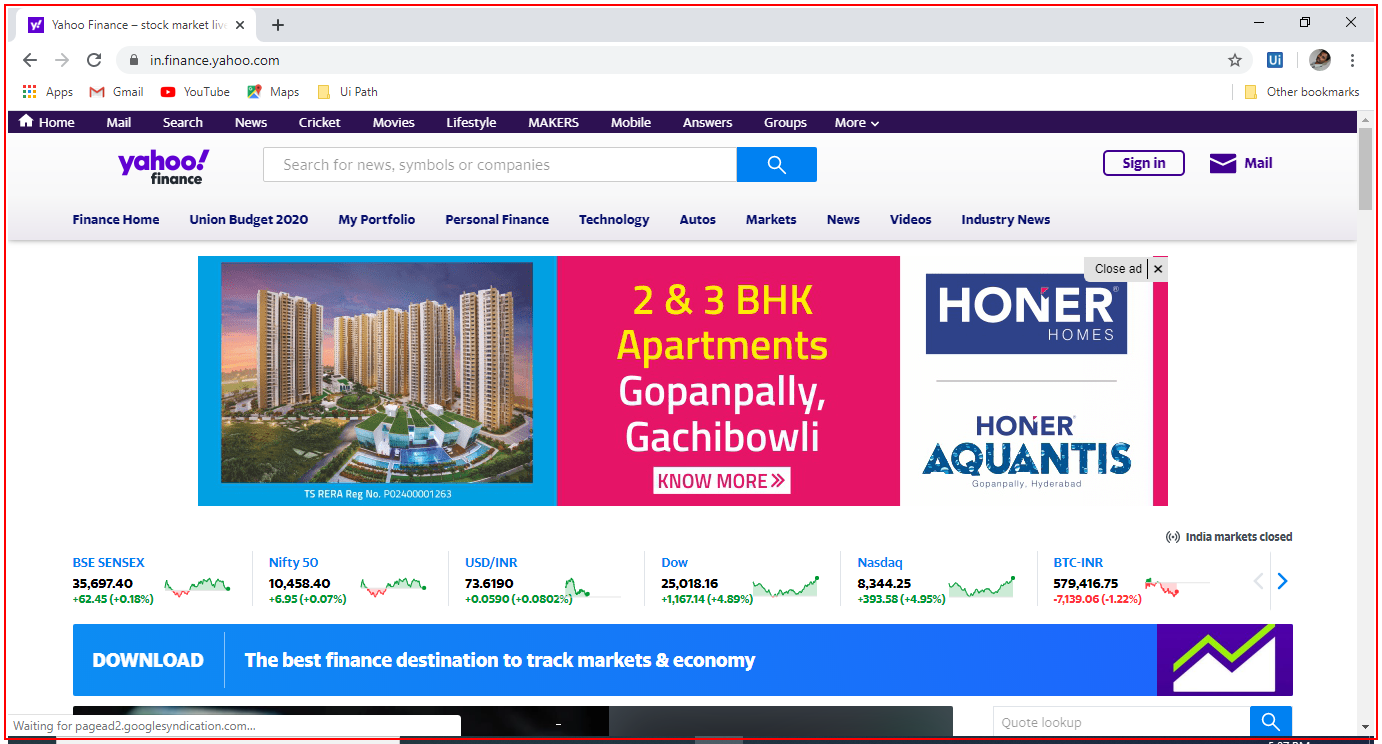 Yahoo Finance – stock market live
in.finance.yahoo.com
Ui
Apps Gmail YouTube Maps Ui Path Other bookmarks
Home Mail Search News Cricket Movies Lifestyle MAKERS Mobile Answers Groups More
yahoo!
finance
Search for news, symbols or companies
Sign in
Mail
Finance Home Union Budget 2020 My Portfolio Personal Finance Technology Autos Markets News Videos Industry News
Close ad
2 & 3 BHK
Apartments
Gopanpally,
Gachibowli
KNOW MORE
TS RERA Reg No. P02400001263
HONER
HOMES
HONER
AQUANTIS
Gopanpally, Hyderabad
India markets closed
BSE SENSEX
35,697.40
+62.45 (+0.18%)
Nifty 50
10,458.40
+6.95 (+0.07%)
USD/INR
73.6190
+0.0590 (+0.0802%)
Dow
25,018.16
+1,167.14 (+4.89%)
Nasdaq
8,344.25
+393.58 (+4.95%)
BTC-INR
579,416.75
-7,139.06 (-1.22%)
DOWNLOAD The best finance destination to track markets & economy
Quote lookup
Waiting for pagead2.googlesyndication.com...